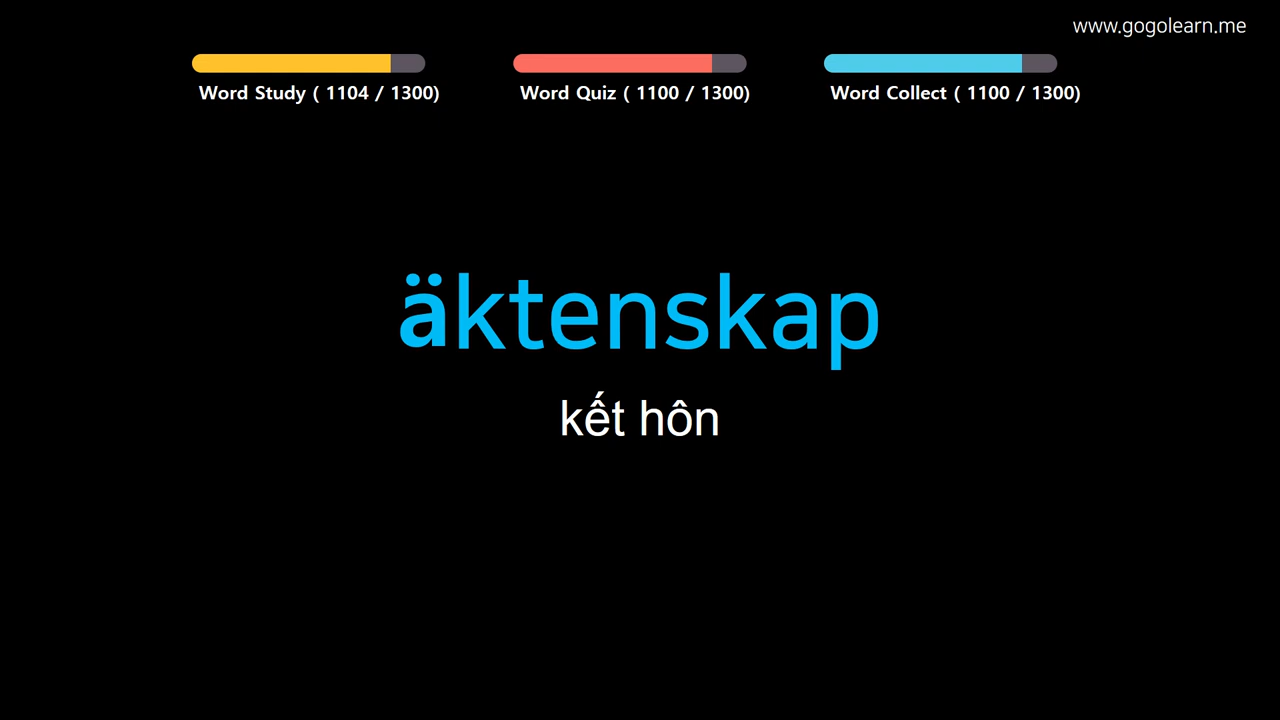 www.gogolearn.me
Word Study ( 1104 / 1300)
Word Quiz ( 1100 / 1300)
Word Collect ( 1100 / 1300)
äktenskap
kết hôn